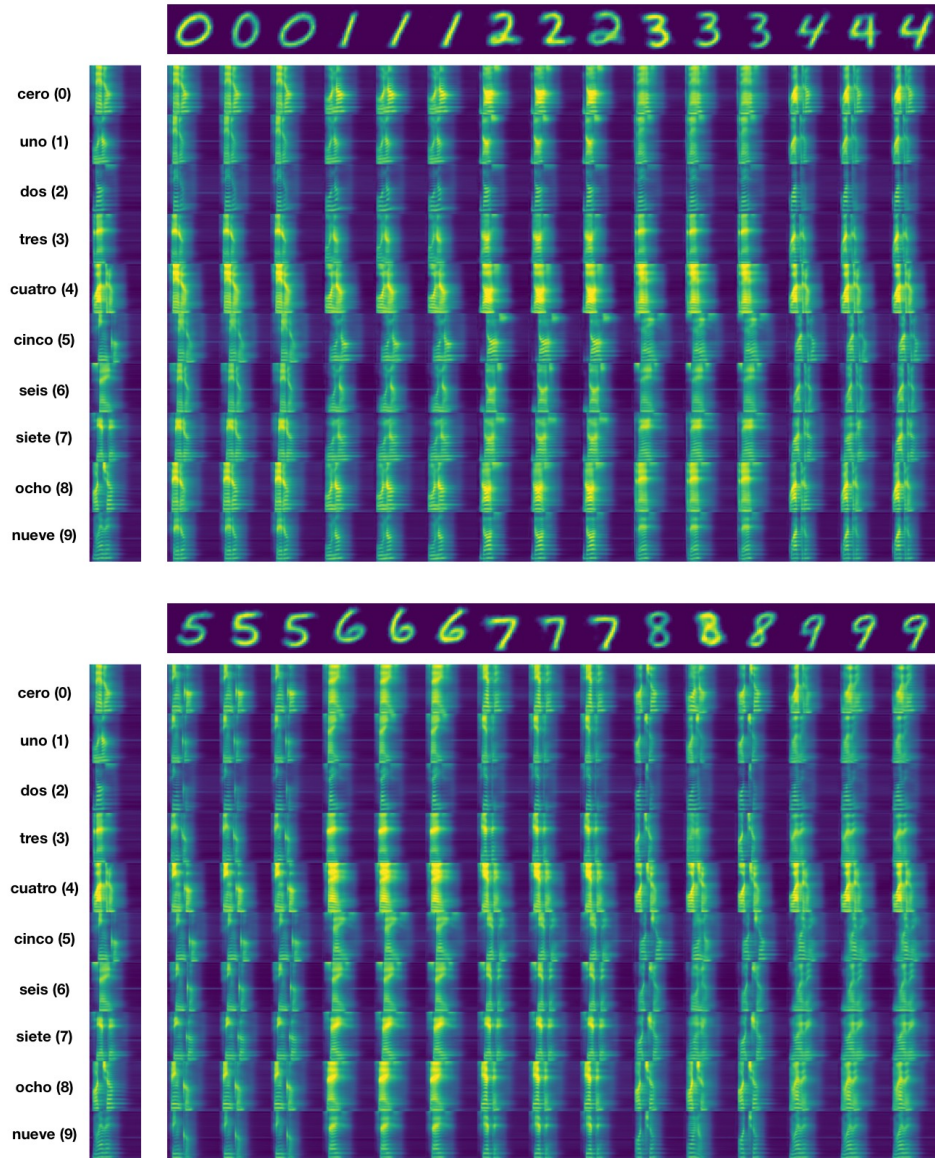 0 0 0 1 1 1 2 2 2 3 3 3 4 4 4
cero (0)
uno (1)
dos (2)
tres (3)
cuatro (4)
cinco (5)
seis (6)
siete (7)
ocho (8)
nueve (9)
5 5 5 6 6 6 7 7 7 8 8 8 9 9 9
cero (0)
uno (1)
dos (2)
tres (3)
cuatro (4)
cinco (5)
seis (6)
siete (7)
ocho (8)
nueve (9)